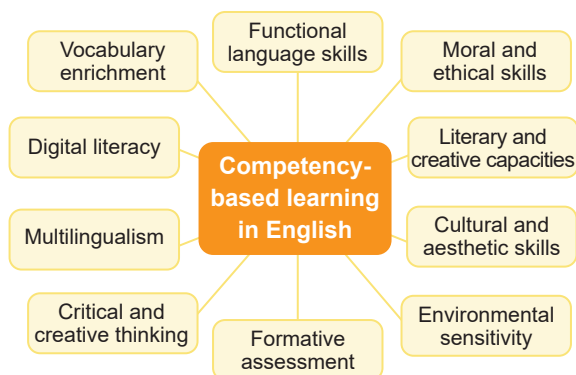 Functional
language skills
Vocabulary
enrichment
Moral and
ethical skills
Digital literacy
Competency-
based learning
in English
Literary and
creative capacities
Multilingualism
Cultural and
aesthetic skills
Critical and
creative thinking
Formative
assessment
Environmental
sensitivity